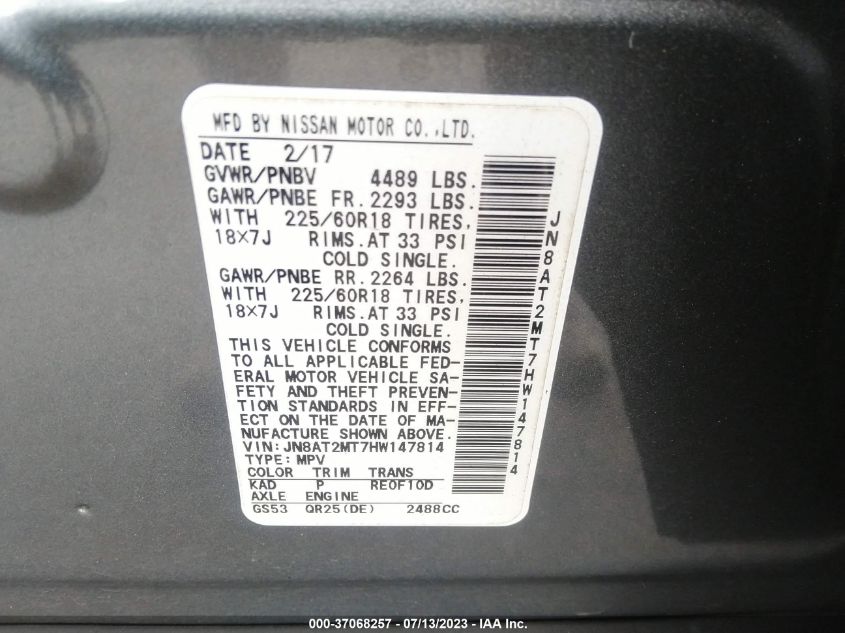 MFD BY NISSAN MOTOR CO.,LTD.
DATE 2/17
GVWR/PNBV 4489 LBS.
GAWR/PNBE FR. 2293 LBS.
WITH 225/60R18 TIRES,
18×7J RIMS. AT 33 PSI
COLD SINGLE.
GAWR/PNBE RR. 2264 LBS.
WITH 225/60R18 TIRES,
18×7J RIMS. AT 33 PSI
COLD SINGLE.
THIS VEHICLE CONFORMS
TO ALL APPLICABLE FED-
ERAL MOTOR VEHICLE SA-
FETY AND THEFT PREVEN-
TION STANDARDS IN EFF-
ECT ON THE DATE OF MA-
NUFACTURE SHOWN ABOVE.
VIN:JN8AT2MT7HW147814
TYPE: MPV
COLOR TRIM TRANS
KAD P RE0F10D
AXLE ENGINE
GS53 QR25(DE) 2488CC
JN8AT2MT7HW147814
000-37068257 - 07/13/2023 - IAA Inc.